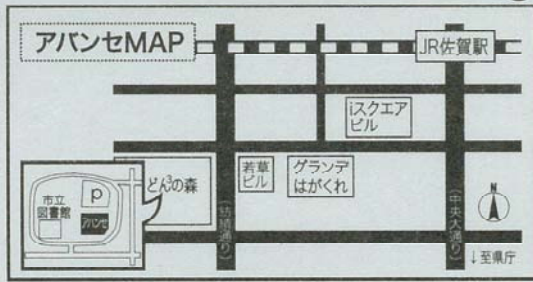 アバンセMAP
JR佐賀駅
iスクエア
ビル
どん3の森
若草
ビル
グランデ
はがくれ
市立
図書館
P
アバンセ
(中央大通り)
N
↓至県庁